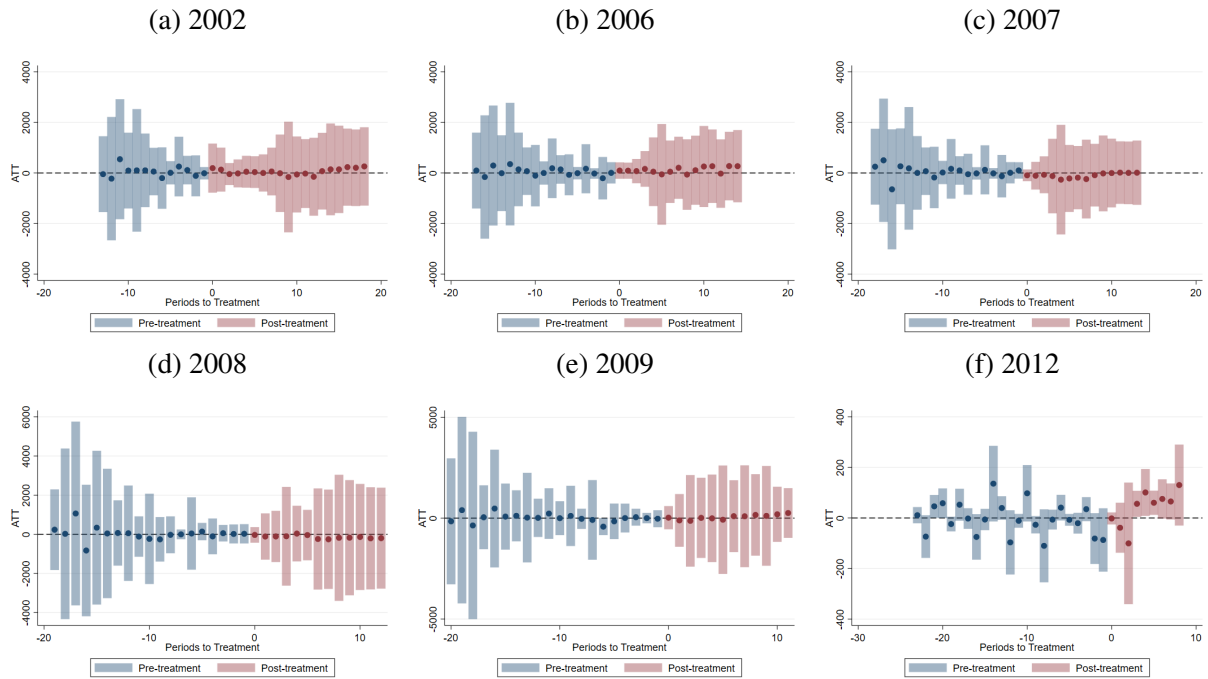 (a) 2002
(b) 2006
(c) 2007
4000
2000
0
-2000
-4000
ATT
-20
-10
0
10
20
Periods to Treatment
Pre-treatment
Post-treatment
4000
2000
0
-2000
-4000
ATT
-20
-10
0
10
20
Periods to Treatment
Pre-treatment
Post-treatment
4000
2000
0
-2000
-4000
ATT
-20
-10
0
10
20
Periods to Treatment
Pre-treatment
Post-treatment
(d) 2008
(e) 2009
(f) 2012
6000
4000
2000
0
-2000
-4000
ATT
-20
-10
0
10
Periods to Treatment
Pre-treatment
Post-treatment
5000
0
-5000
ATT
-20
-10
0
10
Periods to Treatment
Pre-treatment
Post-treatment
400
200
0
-200
-400
ATT
-30
-20
-10
0
10
Periods to Treatment
Pre-treatment
Post-treatment